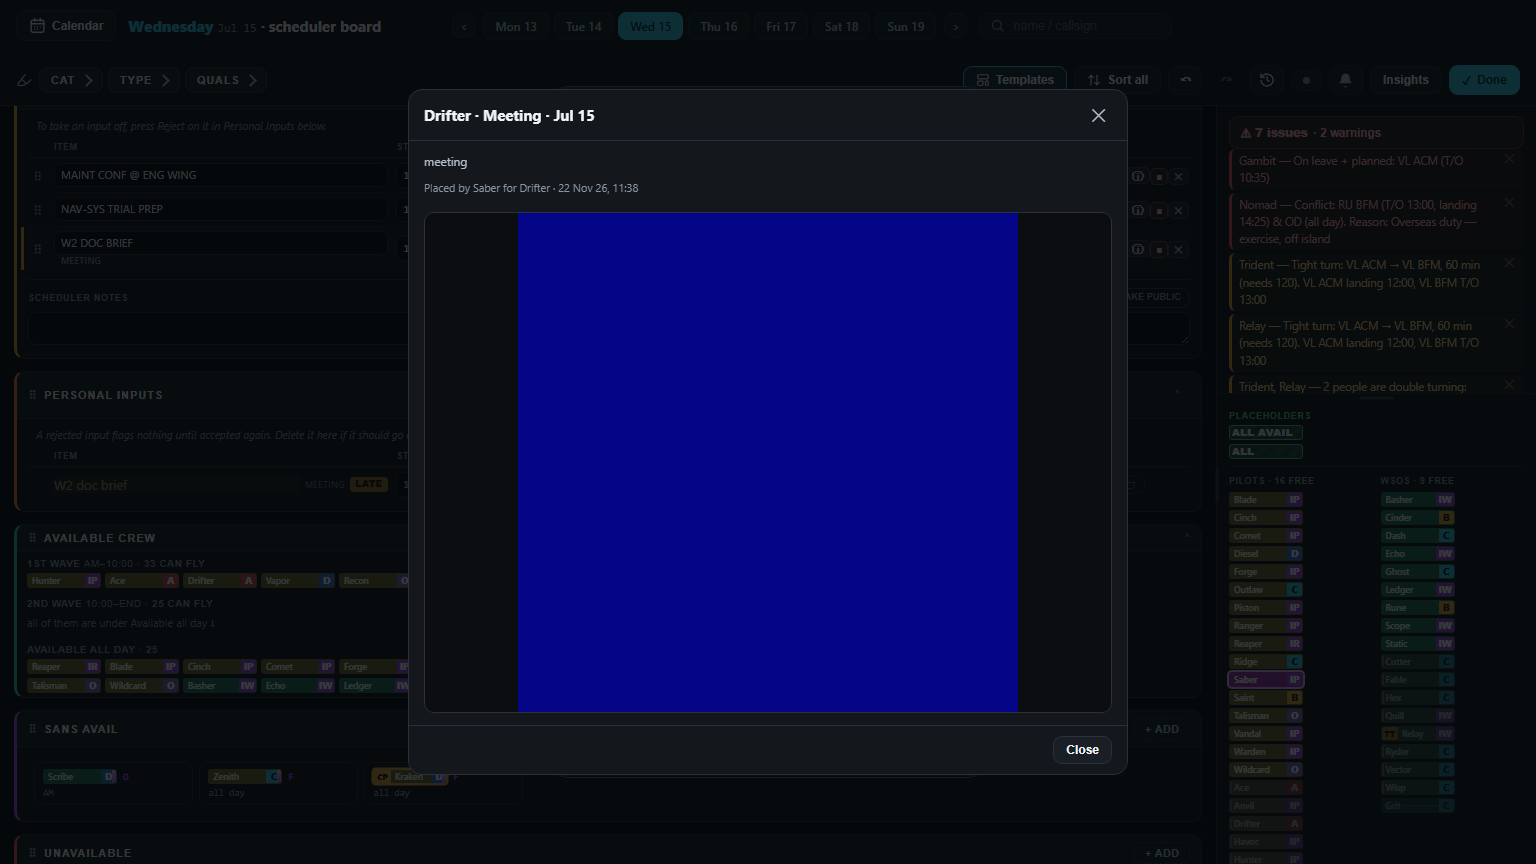 Calendar
Wednesday Jul 15 · scheduler board
Mon 13
Tue 14
Wed 15
Thu 16
Fri 17
Sat 18
Sun 19
name / callsign
CAT
TYPE
QUALS
Templates
Sort all
Insights
✓ Done
Drifter · Meeting · Jul 15
meeting
Placed by Saber for Drifter · 22 Nov 26, 11:38
Close
To take an input off, press Reject on it in Personal Inputs below.
ITEM
MAINT CONF @ ENG WING
NAV-SYS TRIAL PREP
W2 DOC BRIEF
MEETING
SCHEDULER NOTES
PUBLIC
PERSONAL INPUTS
A rejected input flags nothing until accepted again. Delete it here if it should go
ITEM
W2 doc brief
MEETING
LATE
AVAILABLE CREW
1ST WAVE AM–10:00 · 33 CAN FLY
Hunter IP
Ace A
Drifter A
Vapor D
Recon O
2ND WAVE 10:00–END · 25 CAN FLY
all of them are under Available all day ↓
AVAILABLE ALL DAY · 25
Reaper IR
Blade IP
Cinch IP
Comet IP
Forge IP
Talisman O
Wildcard O
Basher IW
Echo IW
Ledger IW
SANS AVAIL
+ ADD
Scribe D D
AM
Zenith C F
all day
CP Kraken D F
all day
UNAVAILABLE
+ ADD
⚠ 7 issues · 2 warnings
Gambit — On leave + planned: VL ACM (T/O
10:35)
Nomad — Conflict: RU BFM (T/O 13:00, landing
14:25) & OD (all day). Reason: Overseas duty —
exercise, off island
Trident — Tight turn: VL ACM → VL BFM, 60 min
(needs 120). VL ACM landing 12:00, VL BFM T/O
13:00
Relay — Tight turn: VL ACM → VL BFM, 60 min
(needs 120). VL ACM landing 12:00, VL BFM T/O
13:00
Trident, Relay — 2 people are double turning:
PLACEHOLDERS
ALL AVAIL
ALL
PILOTS · 16 FREE
Blade IP
Cinch IP
Comet IP
Diesel D
Forge IP
Outlaw C
Piston IP
Ranger IP
Reaper IR
Ridge C
Saber IP
Saint B
Talisman O
Vandal IP
Warden IP
Wildcard O
Ace A
Anvil IP
Drifter A
Havoc IP
Hunter IP
WSOS · 9 FREE
Basher IW
Cinder B
Dash C
Echo IW
Ghost C
Ledger IW
Rune B
Scope IW
Static IW
Cutter C
Fable C
Hex C
Quill IW
TT Relay IW
Ryder C
Vector C
Wisp C
Grit C